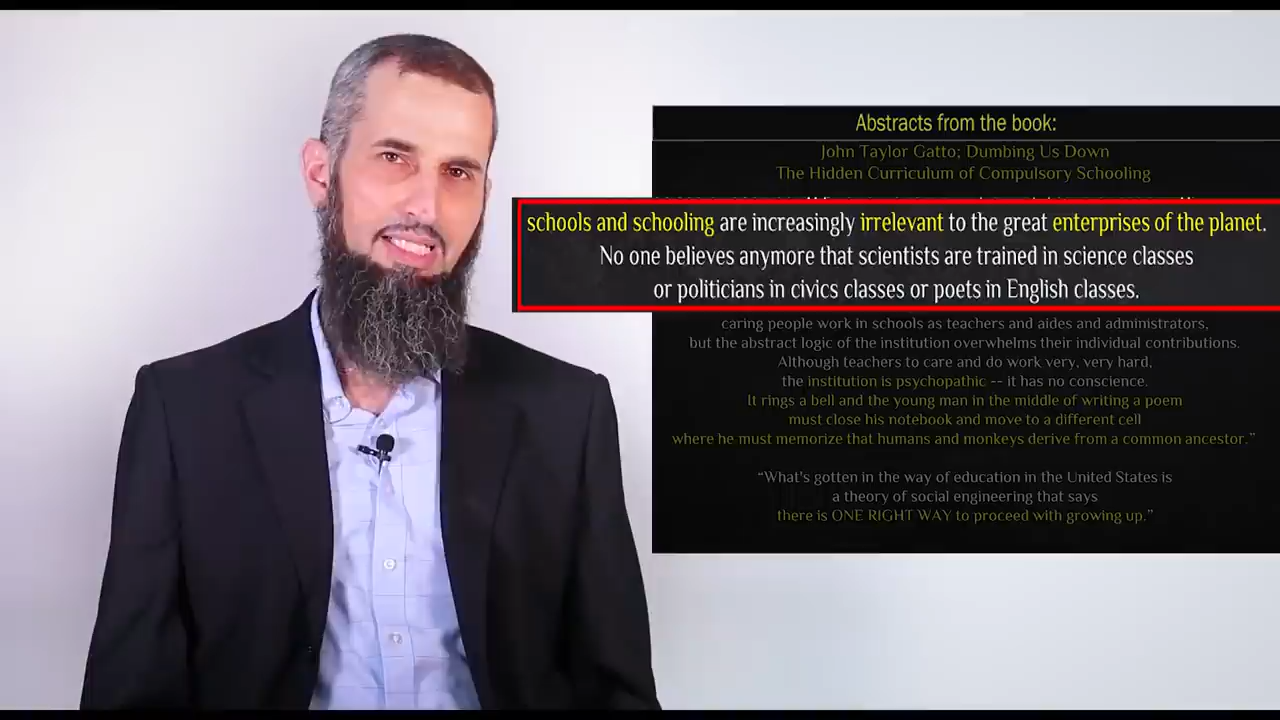 Abstracts from the book:
John Taylor Gatto; Dumbing Us Down
The Hidden Curriculum of Compulsory Schooling
schools and schooling are increasingly irrelevant to the great enterprises of the planet.
No one believes anymore that scientists are trained in science classes
or politicians in civics classes or poets in English classes.
caring people work in schools as teachers and aides and administrators,
but the abstract logic of the institution overwhelms their individual contributions.
Although teachers to care and do work very, very hard,
the institution is psychopathic -- it has no conscience.
It rings a bell and the young man in the middle of writing a poem
must close his notebook and move to a different cell
where he must memorize that humans and monkeys derive from a common ancestor.”
“What's gotten in the way of education in the United States is
a theory of social engineering that says
there is ONE RIGHT WAY to proceed with growing up.”